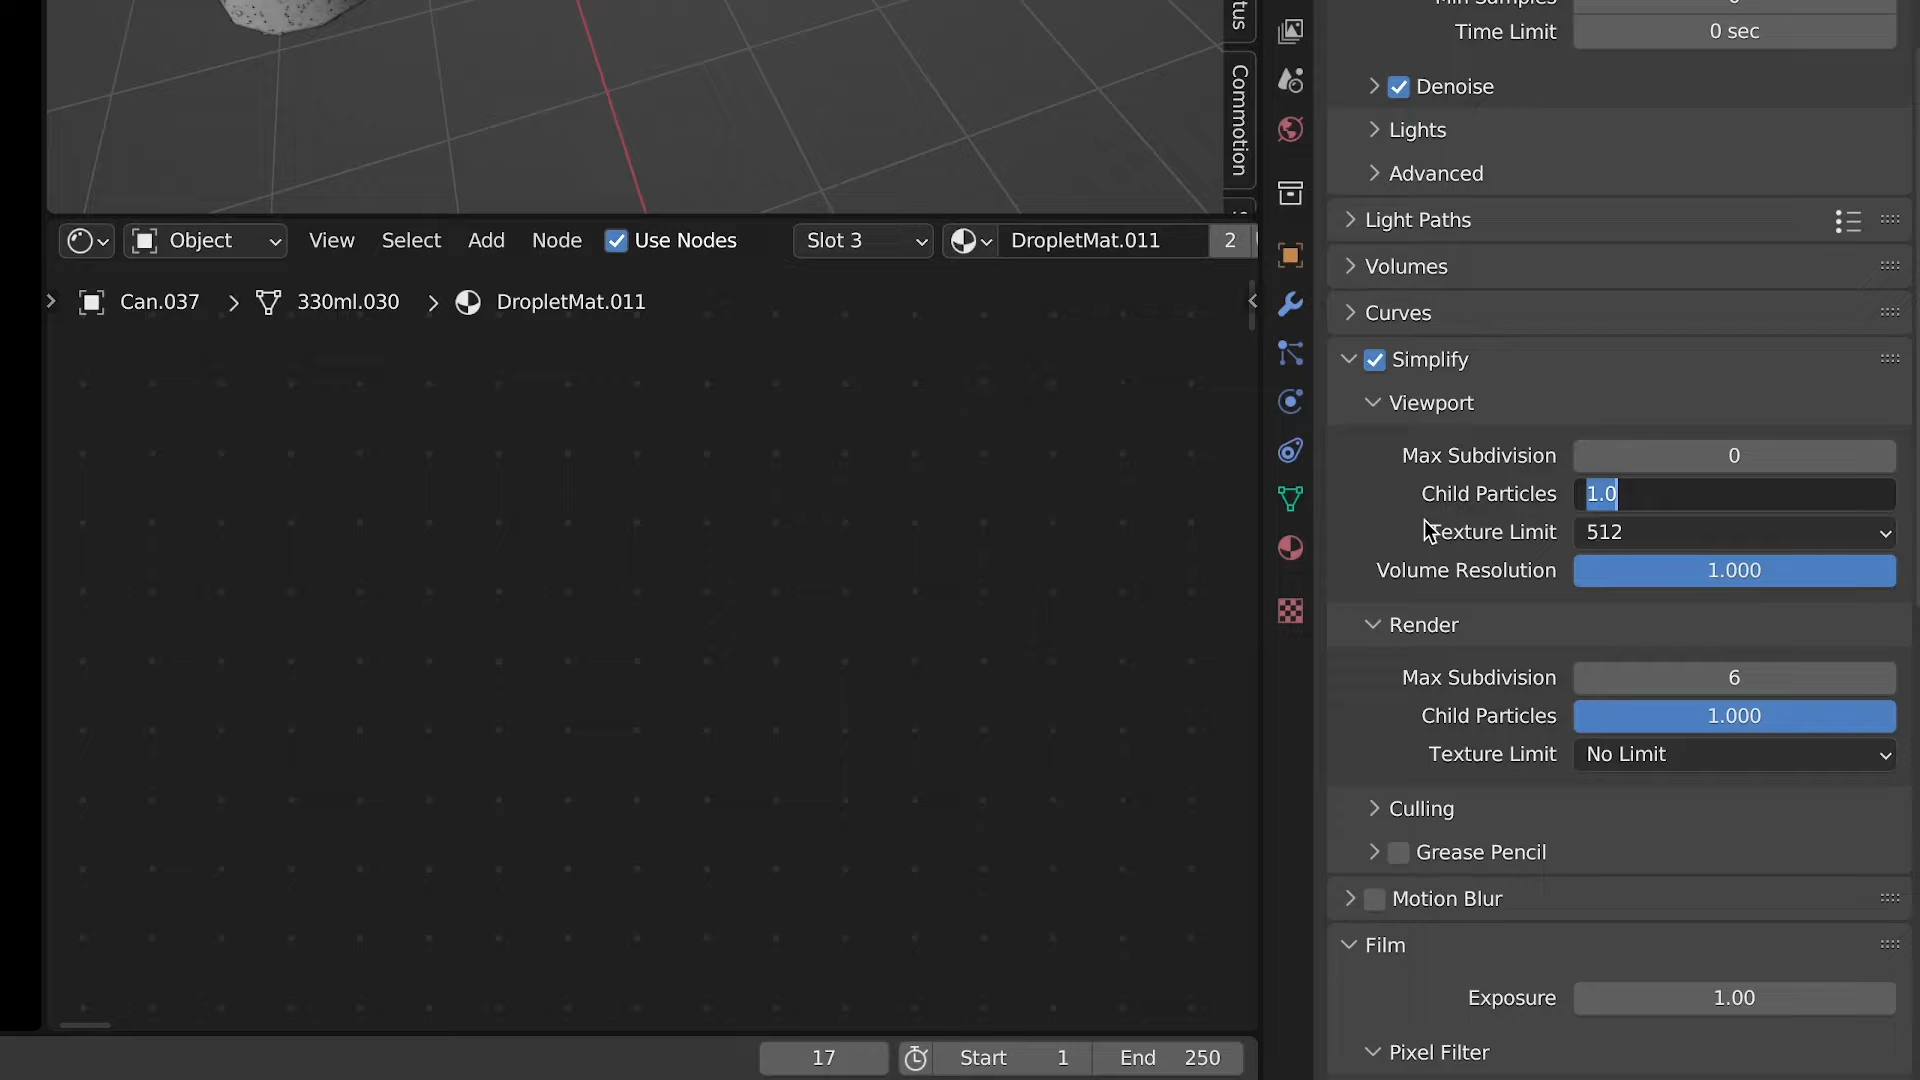 tus
Commotion
Min Samples
Time Limit 0 sec
Denoise
Lights
Advanced
Light Paths
Volumes
Curves
Simplify
Viewport
Max Subdivision 0
Child Particles 1.0
Texture Limit 512
Volume Resolution 1.000
Render
Max Subdivision 6
Child Particles 1.000
Texture Limit No Limit
Culling
Grease Pencil
Motion Blur
Film
Exposure 1.00
Pixel Filter
Object View Select Add Node Use Nodes Slot 3 DropletMat.011 2
Can.037 330ml.030 DropletMat.011
17 Start 1 End 250